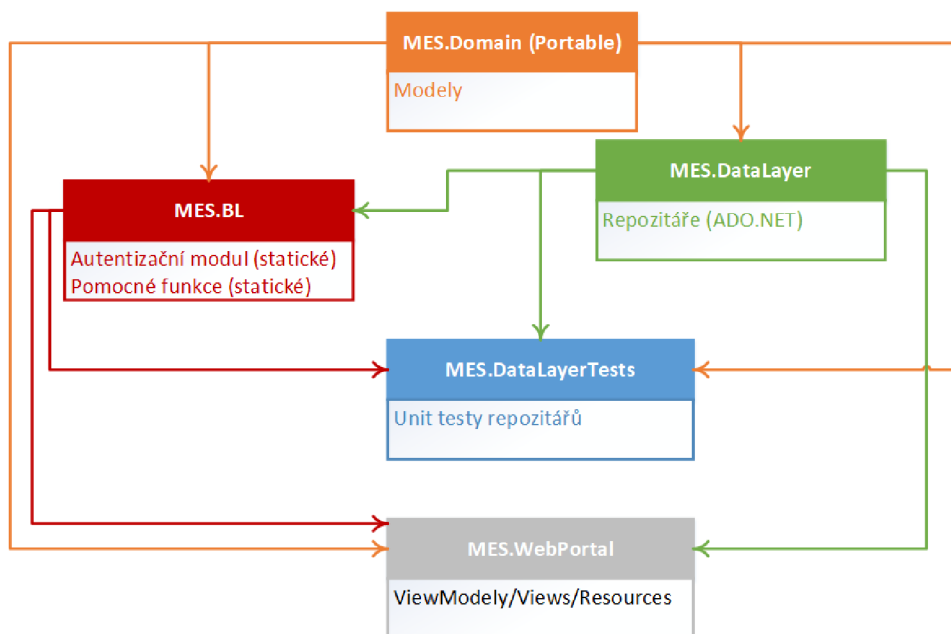 MES.Domain (Portable)
Modely
MES.DataLayer
Repozitáře (ADO.NET)
MES.BL
Autentizační modul (statické)
Pomocné funkce (statické)
MES.DataLayerTests
Unit testy repozitářů
MES.WebPortal
ViewModely/Views/Resources